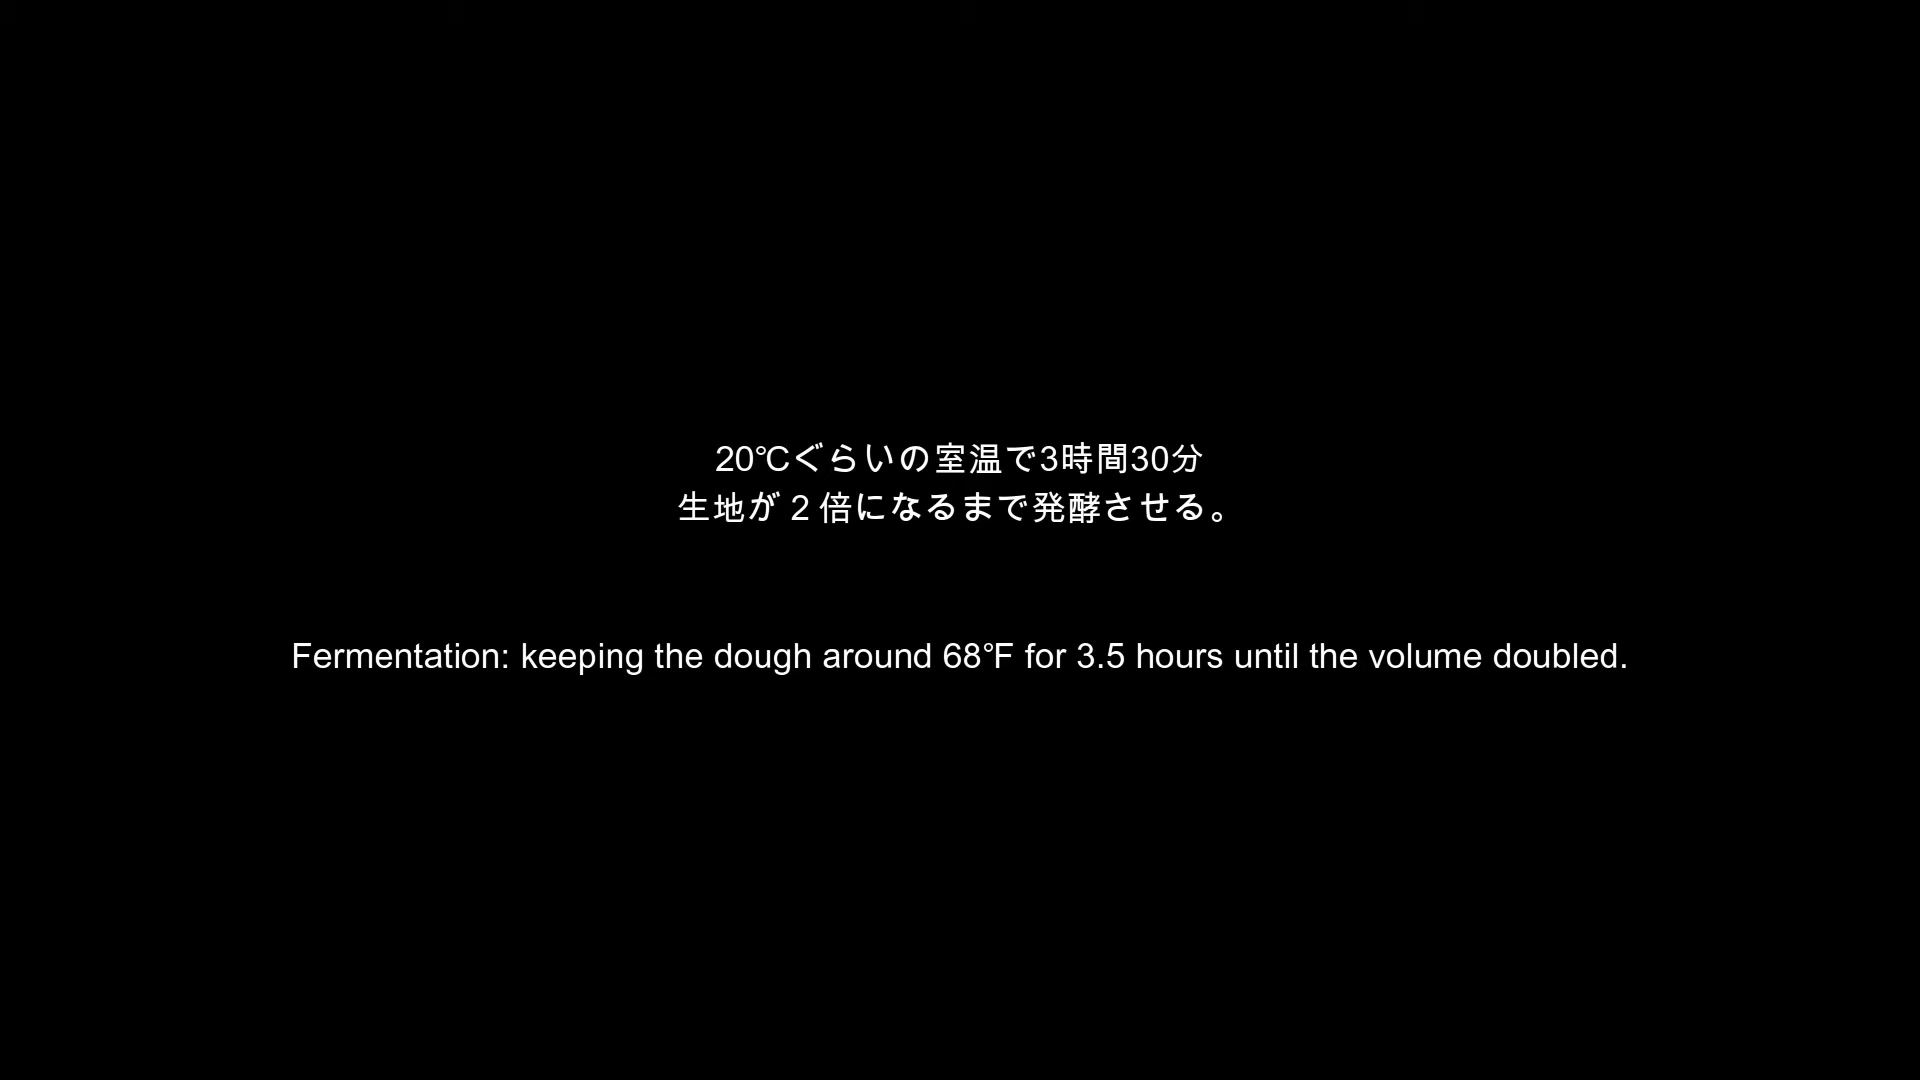 20℃ぐらいの室温で3時間30分
生地が２倍になるまで発酵させる。
Fermentation: keeping the dough around 68℉ for 3.5 hours until the volume doubled.